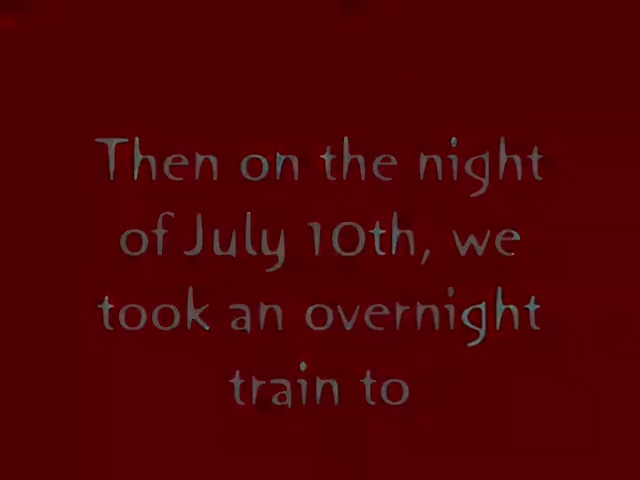 Then on the night
of July 10th, we
took an overnight
train to